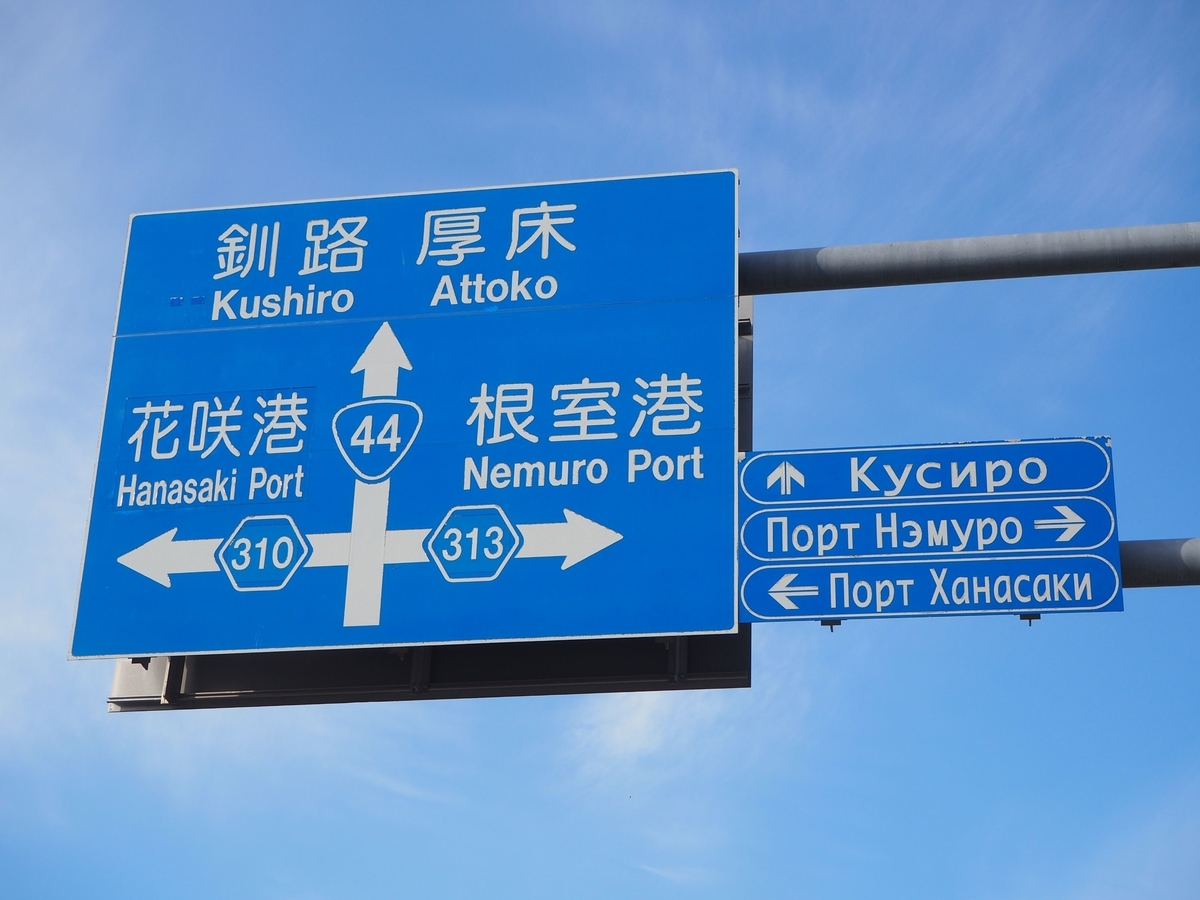 釧路 厚床
Kushiro Attoko
44
花咲港
Hanasaki Port
根室港
Nemuro Port
310
313
Кусиро
Порт Нэмуро
Порт Ханасаки